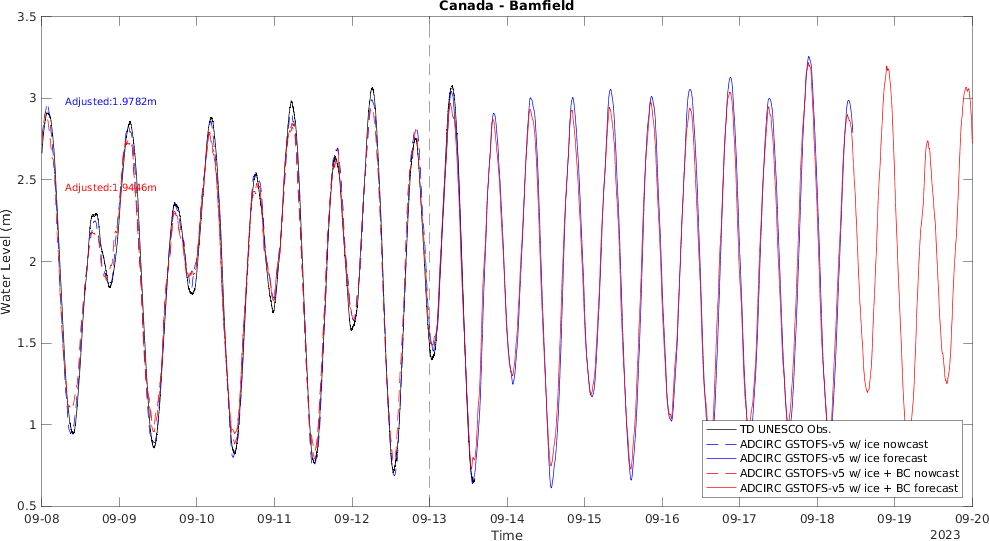 Canada - Bamfield
3.5
3
2.5
2
1.5
1
0.5
Water Level (m)
Adjusted:1.9782m
Adjusted:1.9446m
TD UNESCO Obs.
ADCIRC GSTOFS-v5 w/ ice nowcast
ADCIRC GSTOFS-v5 w/ ice forecast
ADCIRC GSTOFS-v5 w/ ice + BC nowcast
ADCIRC GSTOFS-v5 w/ ice + BC forecast
09-08 09-09 09-10 09-11 09-12 09-13 09-14 09-15 09-16 09-17 09-18 09-19 09-20
Time
2023